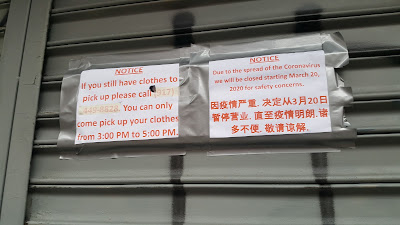 NOTICE
If you still have clothes to
pick up please call
You can only
come pick up your clothes
from 3:00 PM to 5:00 PM.
NOTICE
Due to the spread of the Coronavirus
we will be closed starting March 20,
2020 for safety concerns.
因疫情严重. 决定从3月20日
暂停营业. 直至疫情明朗. 诸
多不便. 敬请谅解.